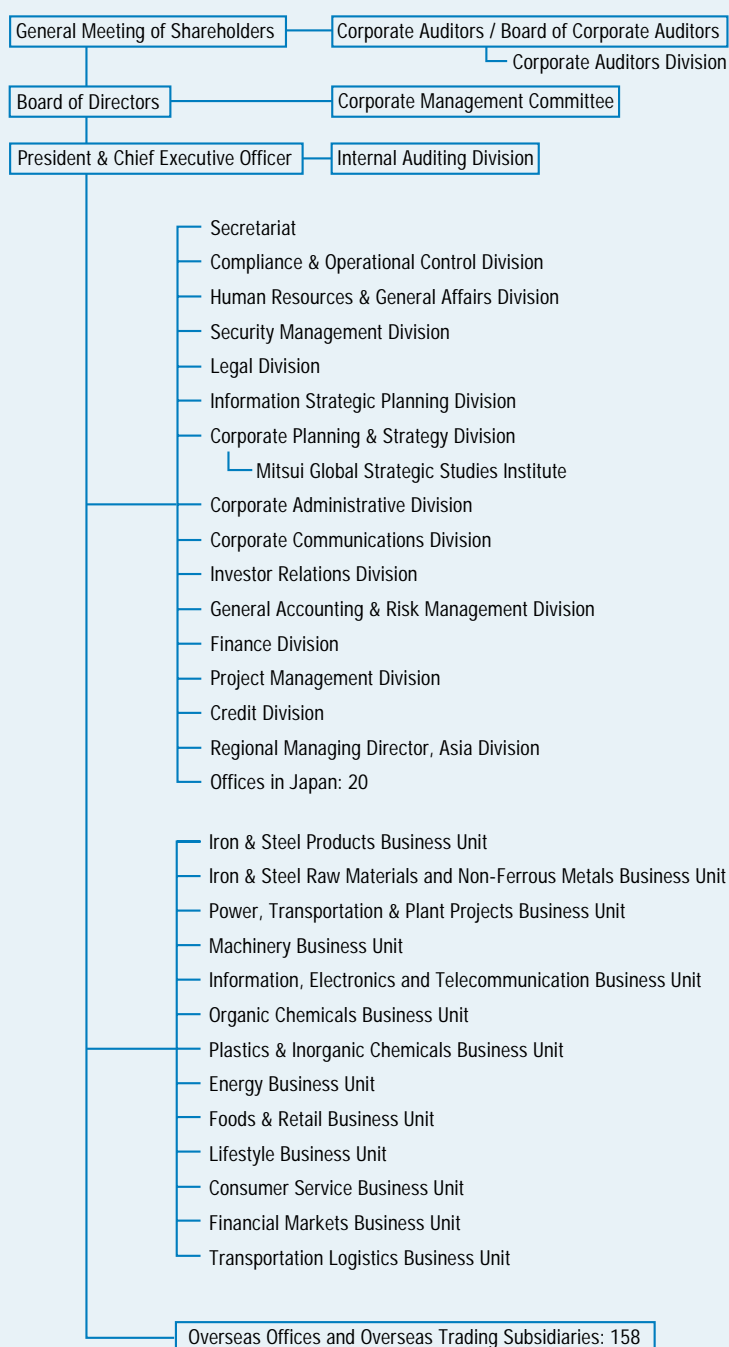 General Meeting of Shareholders
Corporate Auditors / Board of Corporate Auditors
Corporate Auditors Division
Board of Directors
Corporate Management Committee
President & Chief Executive Officer
Internal Auditing Division
Secretariat
Compliance & Operational Control Division
Human Resources & General Affairs Division
Security Management Division
Legal Division
Information Strategic Planning Division
Corporate Planning & Strategy Division
Mitsui Global Strategic Studies Institute
Corporate Administrative Division
Corporate Communications Division
Investor Relations Division
General Accounting & Risk Management Division
Finance Division
Project Management Division
Credit Division
Regional Managing Director, Asia Division
Offices in Japan: 20
Iron & Steel Products Business Unit
Iron & Steel Raw Materials and Non-Ferrous Metals Business Unit
Power, Transportation & Plant Projects Business Unit
Machinery Business Unit
Information, Electronics and Telecommunication Business Unit
Organic Chemicals Business Unit
Plastics & Inorganic Chemicals Business Unit
Energy Business Unit
Foods & Retail Business Unit
Lifestyle Business Unit
Consumer Service Business Unit
Financial Markets Business Unit
Transportation Logistics Business Unit
Overseas Offices and Overseas Trading Subsidiaries: 158